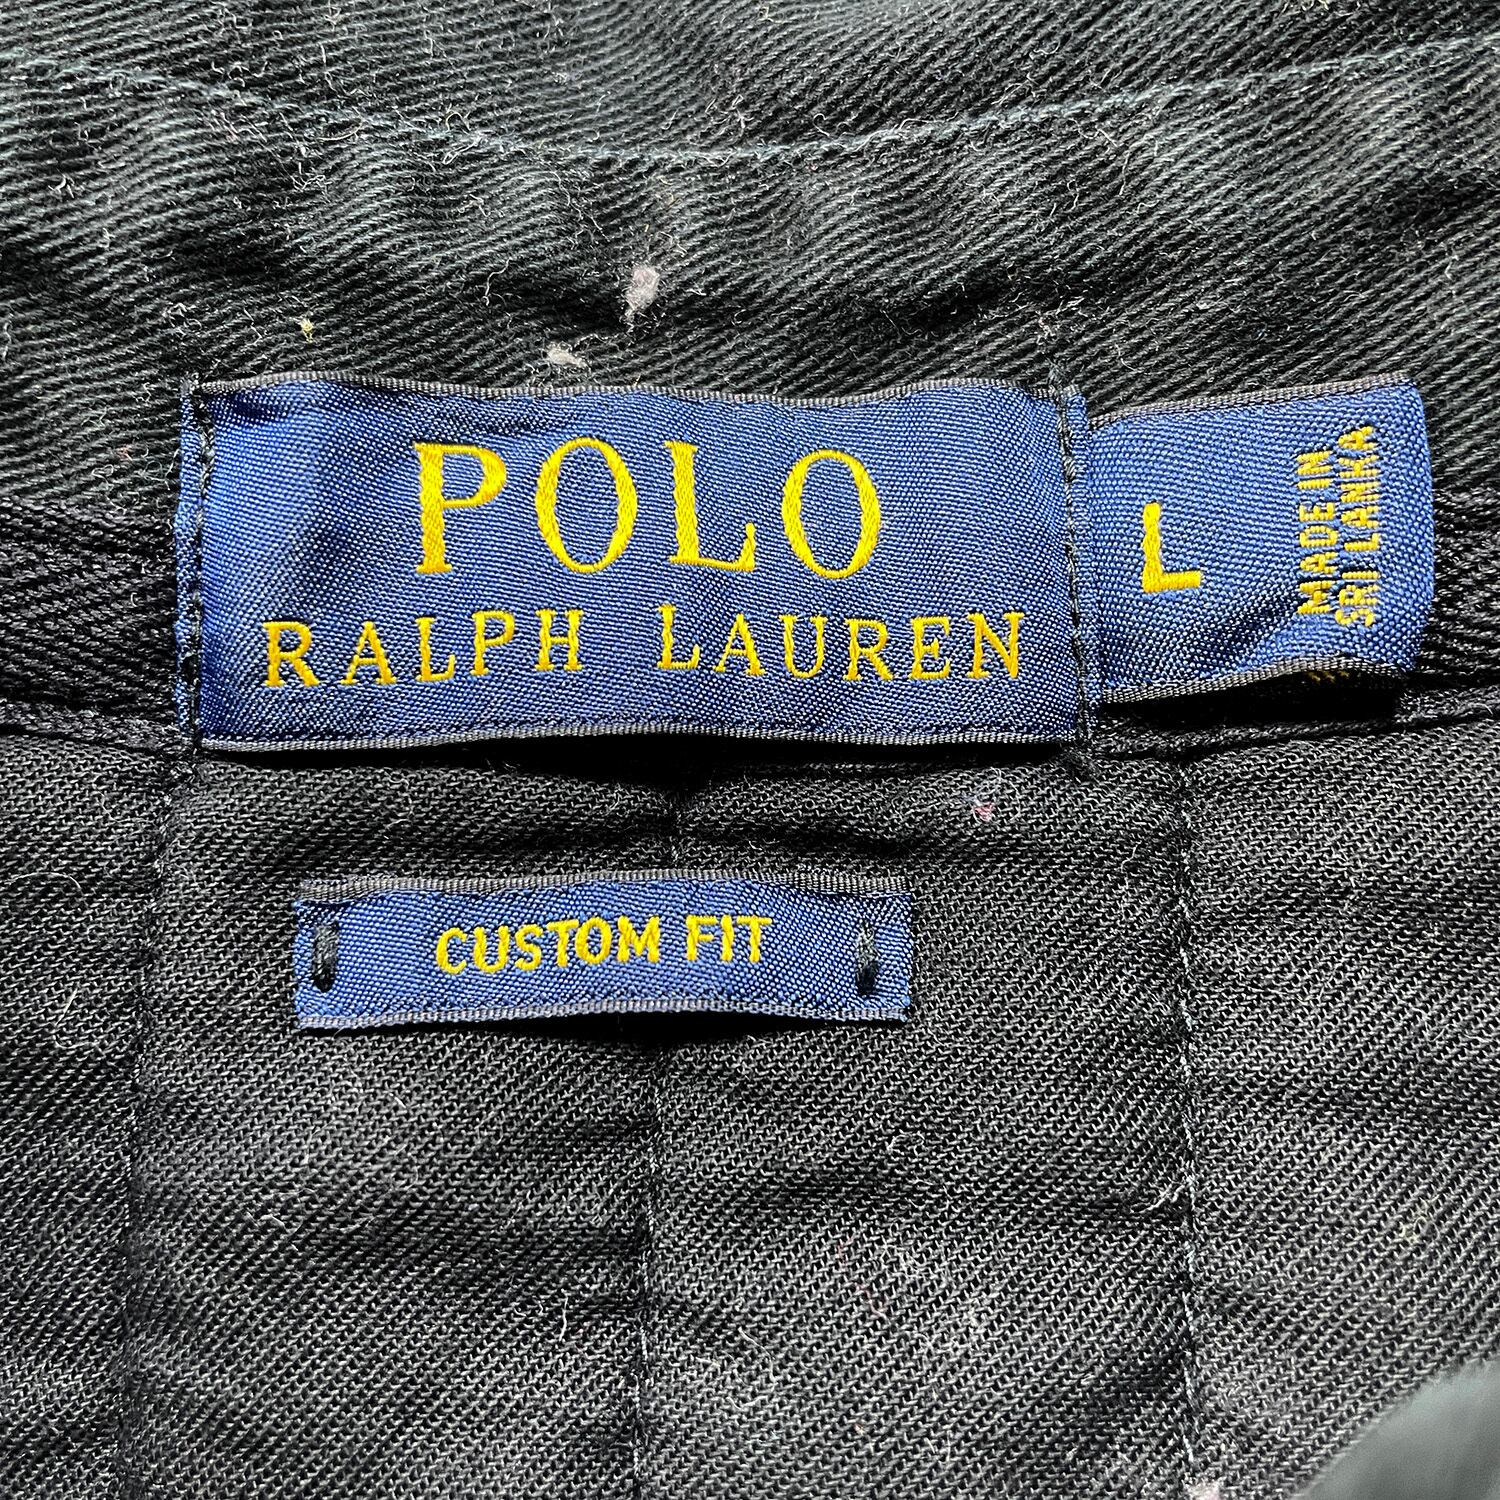 POLO
RALPH LAUREN
L
MADE IN
SRI LANKA
CUSTOM FIT